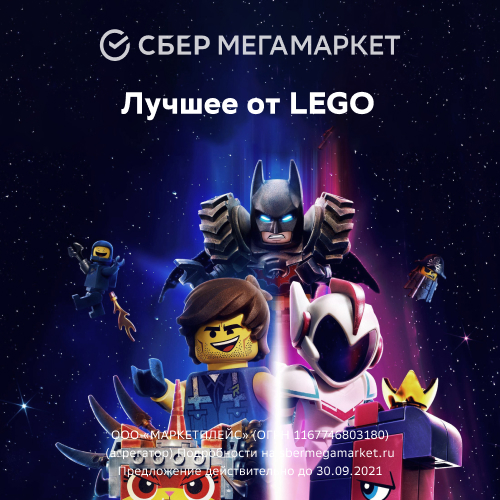 СБЕР МЕГАМАРКЕТ
Лучшее от LEGO
ООО «МАРКЕТПЛЕЙС» (ОГРН 1167746803180)
(агрегатор) Подробности на sbermegamarket.ru
Предложение действительно до 30.09.2021